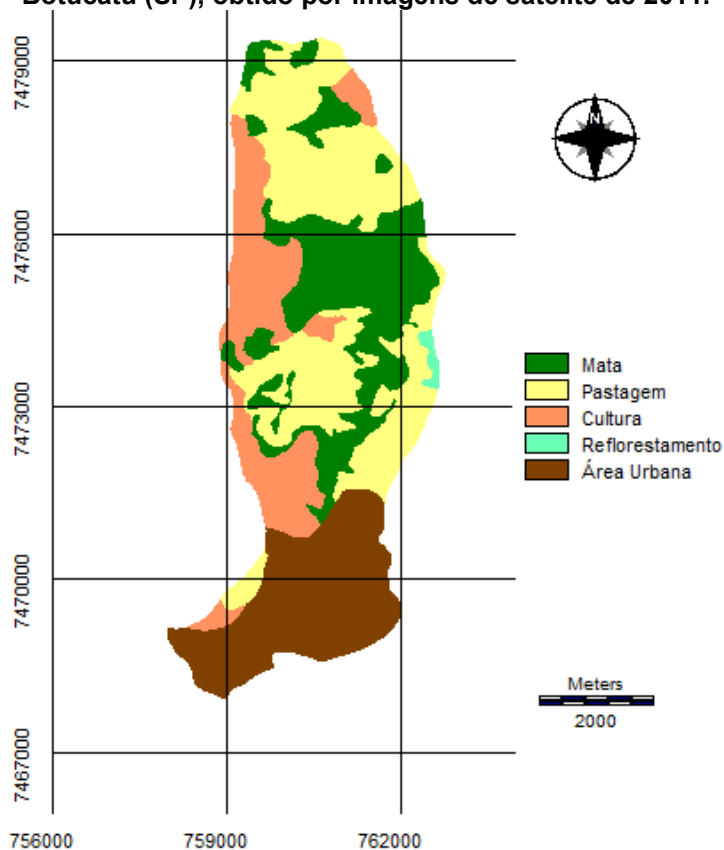 Botucatu (SP), obtido por imagens de satélite de 2011.
7479000
N
7476000
Mata
Pastagem
Cultura
Reflorestamento
Área Urbana
7473000
7470000
Meters
2000
7467000
756000 759000 762000